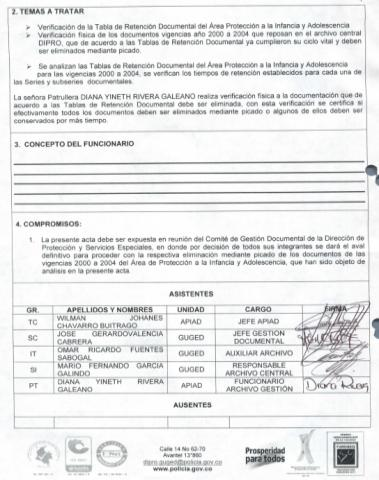 2. TEMAS A TRATAR
➢ Verificación de la Tabla de Retención Documental del Área Protección a la Infancia y Adolescencia
➢ Verificación física de los documentos vigencias año 2000 a 2004 que reposan en el archivo central
DIPRO, que de acuerdo a las Tablas de Retención Documental ya cumplieron su ciclo vital y deben
ser eliminados mediante picado.
➢ Se analizan las Tablas de Retención Documental del Área Protección a la Infancia y Adolescencia
para las vigencias 2000 a 2004, se verifican los tiempos de retención establecidos para cada una de
las Series y subseries documentales.
La señora Patrullera DIANA YINETH RIVERA GALEANO realiza verificación física a la documentación que de
acuerdo a las Tablas de Retención Documental debe ser eliminada, con esta verificación se certifica si
efectivamente todos los documentos deben ser eliminados mediante picado o algunos de ellos deben ser
conservados por más tiempo.
3. CONCEPTO DEL FUNCIONARIO
4. COMPROMISOS:
1. La presente acta debe ser expuesta en reunión del Comité de Gestión Documental de la Dirección de
Protección y Servicios Especiales, en donde por decisión de todos sus integrantes se dará el aval
definitivo para proceder con la respectiva eliminación mediante picado de los documentos de las
vigencias 2000 a 2004 del Área de Protección a la Infancia y Adolescencia, que han sido objeto de
análisis en la presente acta.
ASISTENTES
GR. APELLIDOS Y NOMBRES UNIDAD CARGO FIRMA
TC WILMAN JOHANES CHAVARRO BUITRAGO APIAD JEFE APIAD
SC JOSE GERARDOVALENCIA CABRERA GUGED JEFE GESTION DOCUMENTAL
IT OMAR RICARDO FUENTES SABOGAL GUGED AUXILIAR ARCHIVO
SI MARIO FERNANDO GARCIA GALINDO GUGED RESPONSABLE ARCHIVO CENTRAL
PT DIANA YINETH RIVERA GALEANO APIAD FUNCIONARIO ARCHIVO GESTIÓN Diana
AUSENTES
Calle 14 No 62-70
Avantel 13*860
dipro.guged@policia.gov.co
www.policia.gov.co
Prosperidad
para todos